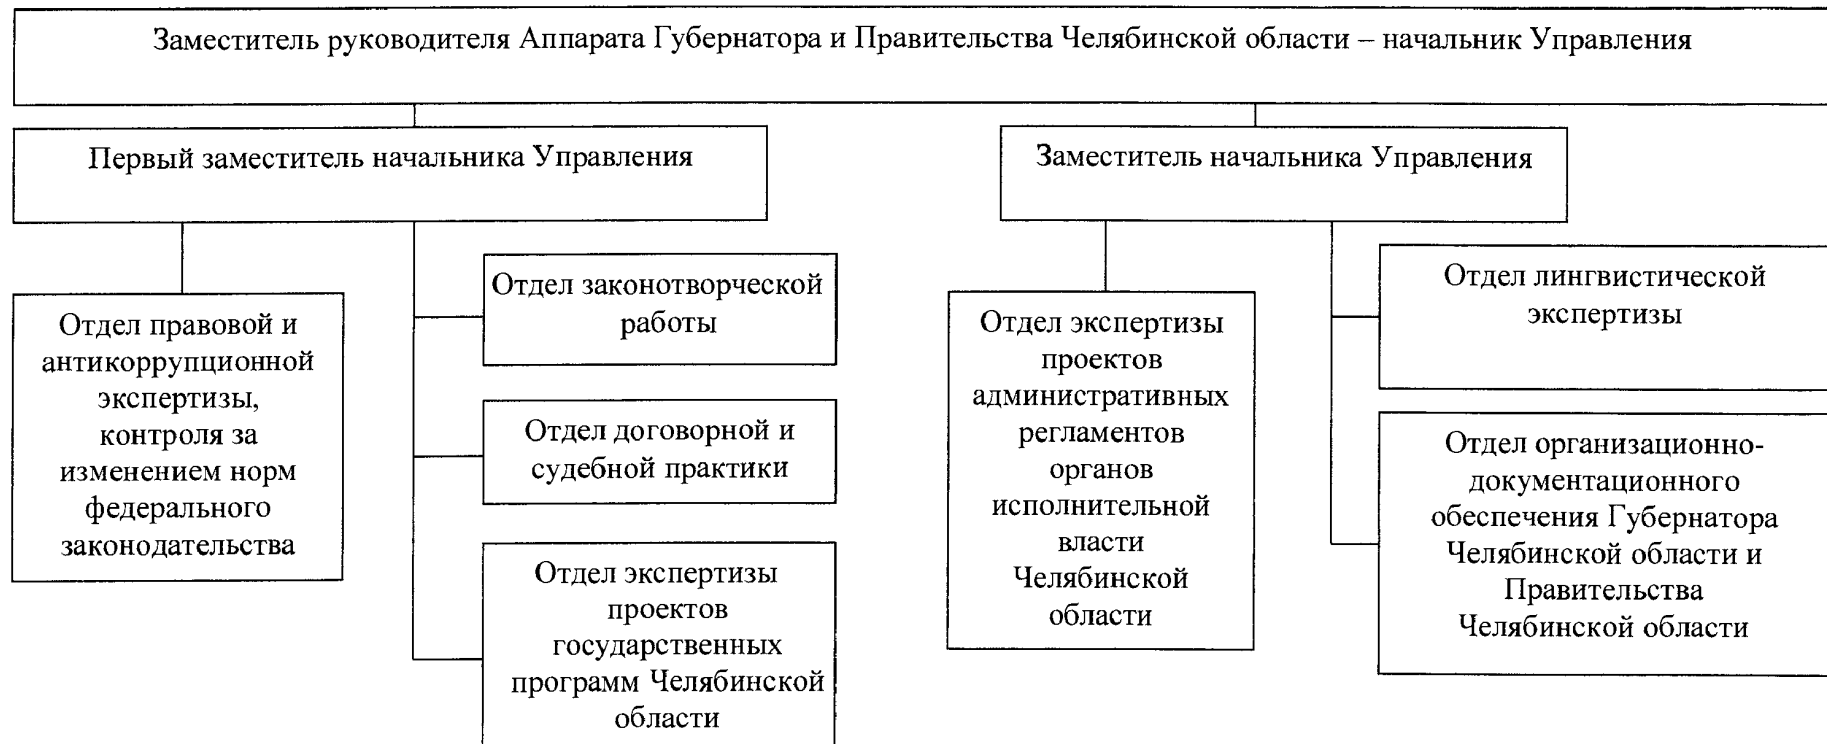 Заместитель руководителя Аппарата Губернатора и Правительства Челябинской области – начальник Управления
Первый заместитель начальника Управления
Заместитель начальника Управления
Отдел правовой и
антикоррупционной
экспертизы,
контроля за
изменением норм
федерального
законодательства
Отдел законотворческой
работы
Отдел договорной и
судебной практики
Отдел экспертизы
проектов
государственных
программ Челябинской
области
Отдел экспертизы
проектов
административных
регламентов
органов
исполнительной
власти
Челябинской
области
Отдел лингвистической
экспертизы
Отдел организационно-
документационного
обеспечения Губернатора
Челябинской области и
Правительства
Челябинской области